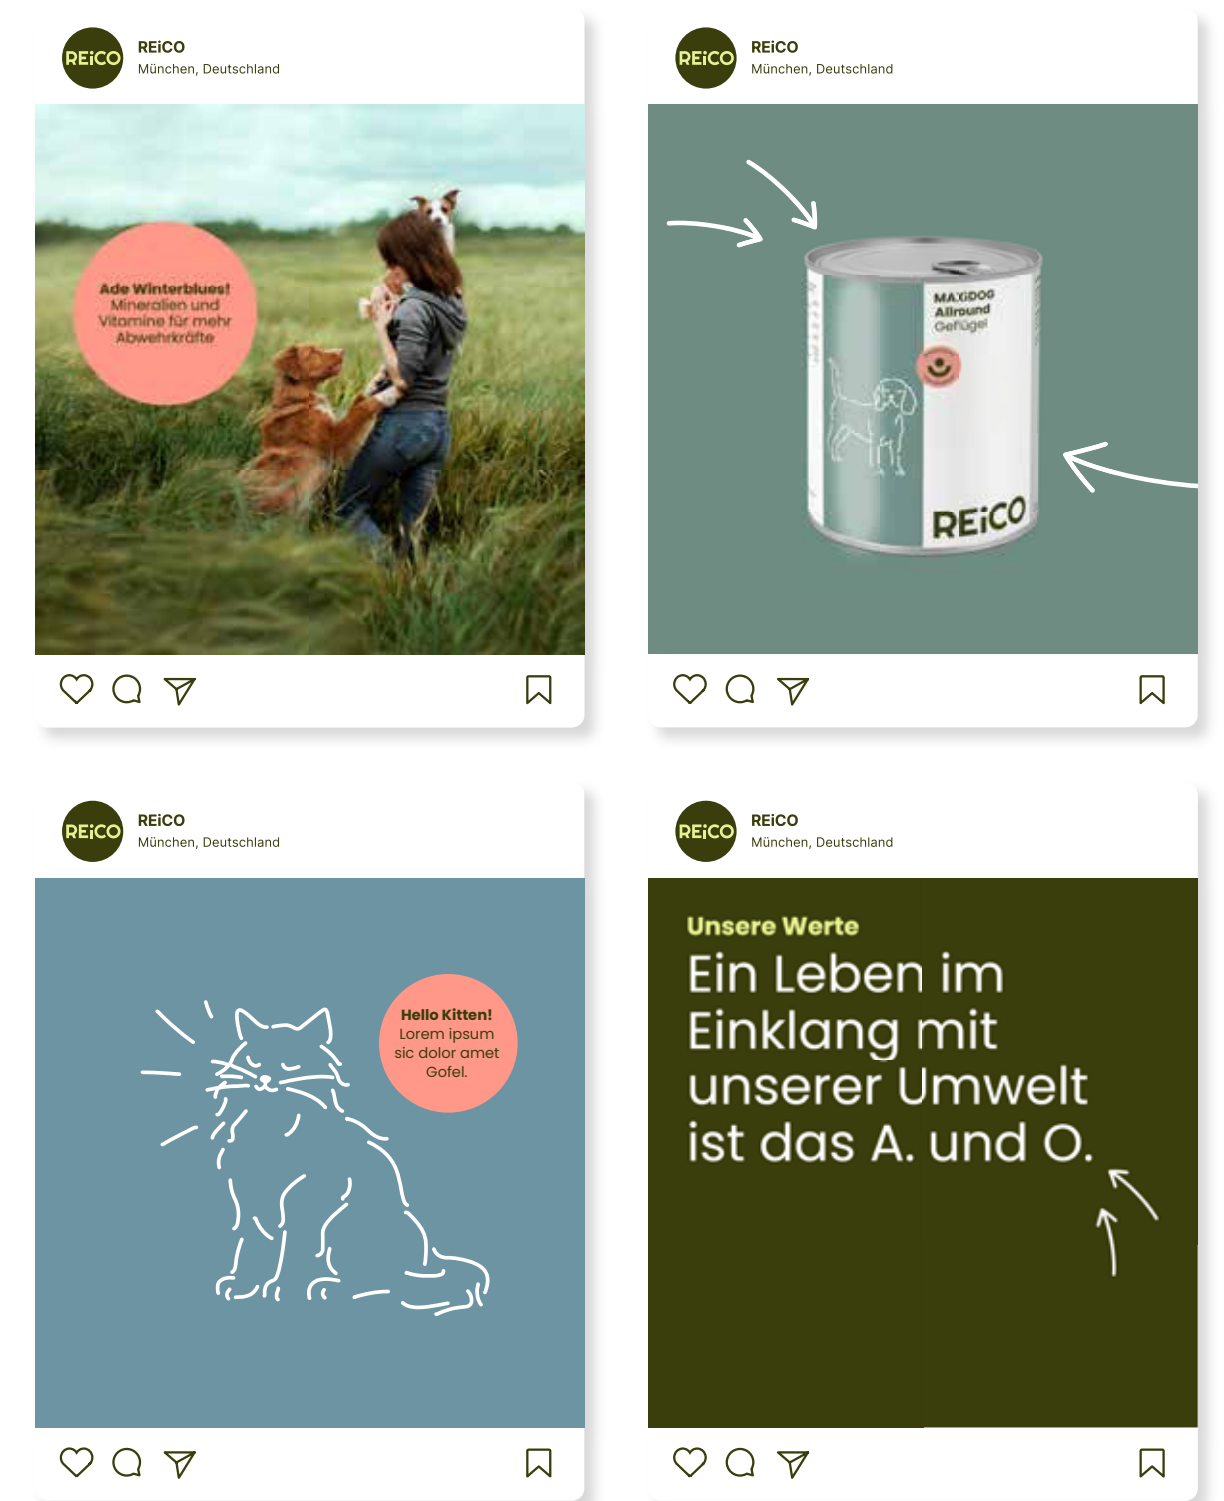 REiCO
REiCO
München, Deutschland
Ade Winterblues!
Mineralien und
Vitamine für mehr
Abwehrkräfte
REiCO
REiCO
München, Deutschland
MAXiDOG
Allround
Geflügel
REiCO
REiCO
REiCO
München, Deutschland
Hello Kitten!
Lorem ipsum
sic dolor amet
Gofel.
REiCO
REiCO
München, Deutschland
Unsere Werte
Ein Leben im
Einklang mit
unserer Umwelt
ist das A. und O.